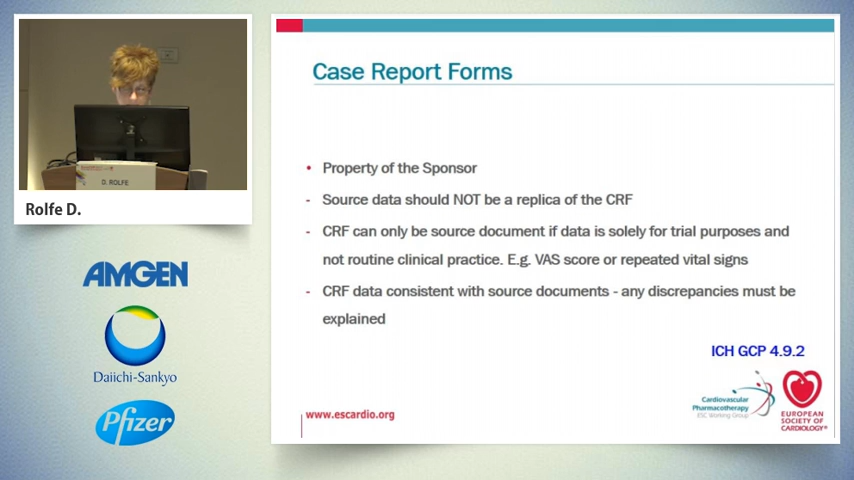 Case Report Forms
• Property of the Sponsor
- Source data should NOT be a replica of the CRF
- CRF can only be source document if data is solely for trial purposes and
not routine clinical practice. E.g. VAS score or repeated vital signs
- CRF data consistent with source documents - any discrepancies must be
explained
ICH GCP 4.9.2
www.escardio.org
Cardiovascular
Pharmacotherapy
ESC Working Group
EUROPEAN
SOCIETY OF
CARDIOLOGY®
D. ROLFE
Rolfe D.
AMGEN
Daiichi-Sankyo
Pfizer